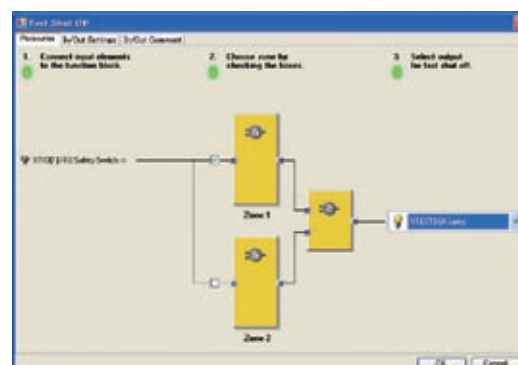 Fast Shut Off
Parameter In/Out Settings In/Out Comment
1. Connect input elements
to the function block.
2. Choose zone for
checking the boxes.
3. Select output
for fast shut off.
Safety Switch
Zone 1
Zone 2
OK Cancel